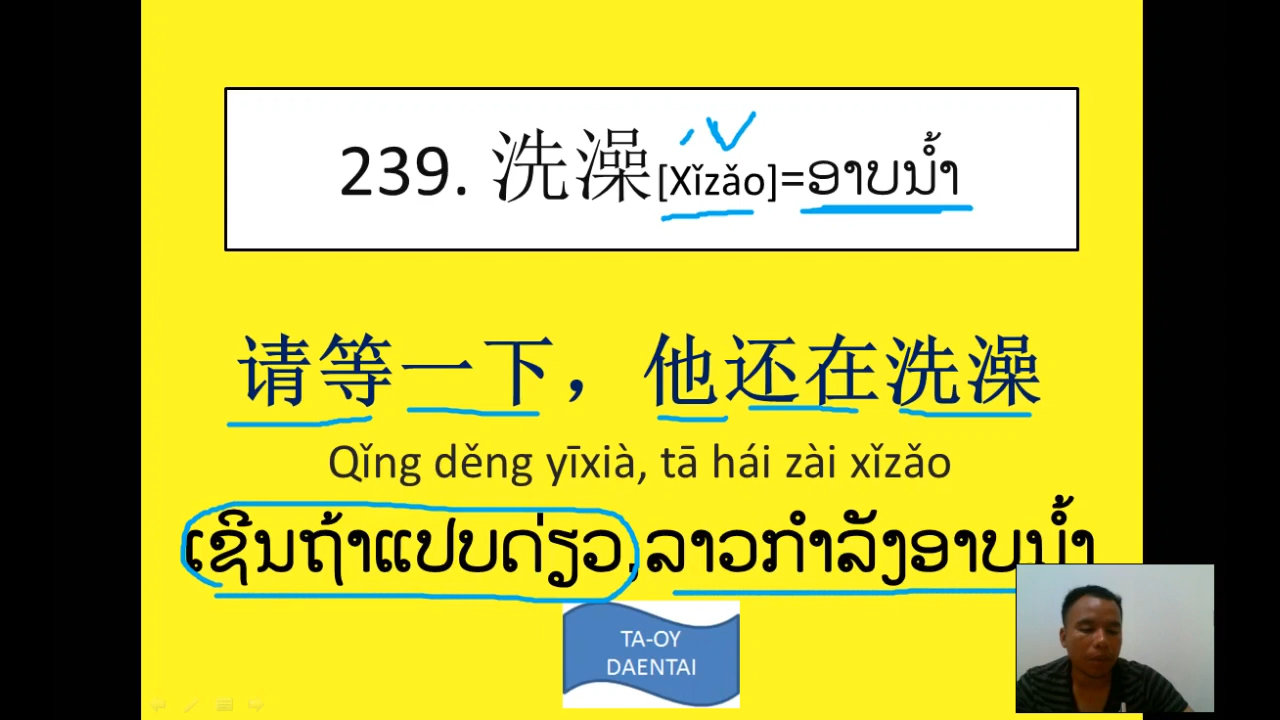 239. 洗澡[Xǐzǎo]=ອາບນ້ຳ
请等一下，他还在洗澡
Qǐng děng yīxià, tā hái zài xǐzǎo
ເຊີນຖ້າແປບດ່ຽວ,ລາວກຳລັງອາບນ້ຳ
TA-OY
DAENTAI